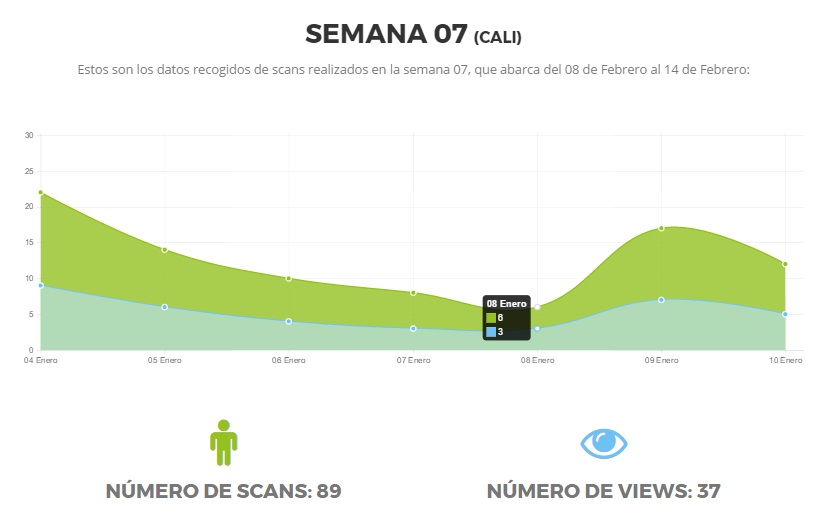 SEMANA 07 (CALI)
Estos son los datos recogidos de scans realizados en la semana 07, que abarca del 08 de Febrero al 14 de Febrero:
30
25
20
15
10
5
0
08 Enero
6
3
04 Enero 05 Enero 06 Enero 07 Enero 08 Enero 09 Enero 10 Enero
NÚMERO DE SCANS: 89 NÚMERO DE VIEWS: 37